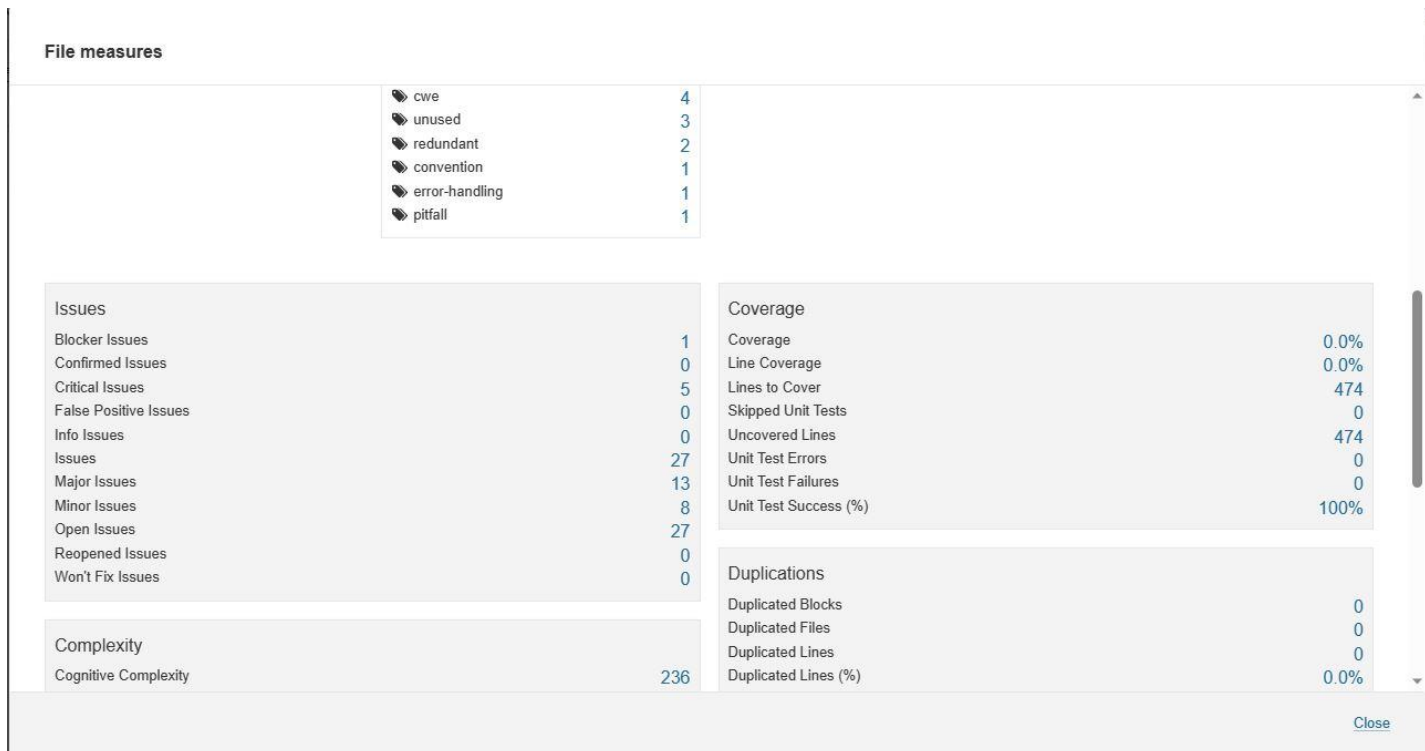 File measures
cwe 4
unused 3
redundant 2
convention 1
error-handling 1
pitfall 1
Issues
Blocker Issues 1
Confirmed Issues 0
Critical Issues 5
False Positive Issues 0
Info Issues 0
Issues 27
Major Issues 13
Minor Issues 8
Open Issues 27
Reopened Issues 0
Won't Fix Issues 0
Complexity
Cognitive Complexity 236
Coverage
Coverage 0.0%
Line Coverage 0.0%
Lines to Cover 474
Skipped Unit Tests 0
Uncovered Lines 474
Unit Test Errors 0
Unit Test Failures 0
Unit Test Success (%) 100%
Duplications
Duplicated Blocks 0
Duplicated Files 0
Duplicated Lines 0
Duplicated Lines (%) 0.0%
Close